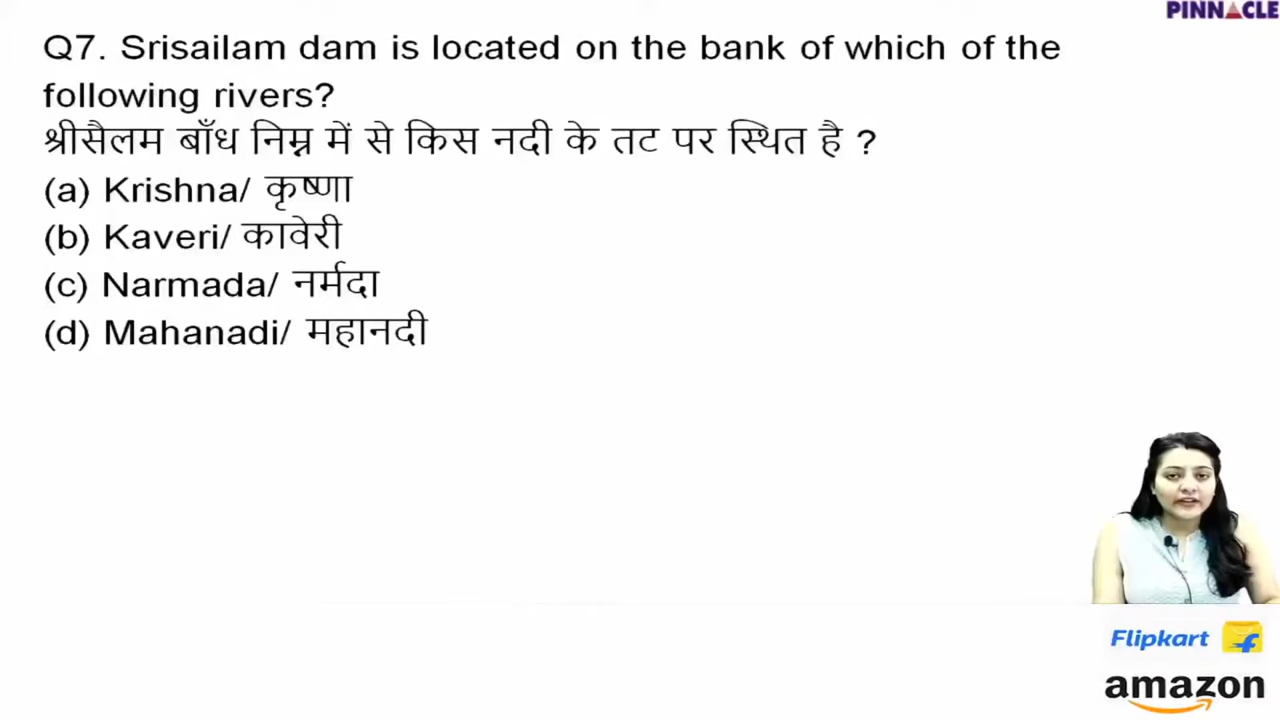 PINNACLE
Q7. Srisailam dam is located on the bank of which of the
following rivers?
श्रीसैलम बाँध निम्न में से किस नदी के तट पर स्थित है ?
(a) Krishna/ कृष्णा
(b) Kaveri/ कावेरी
(c) Narmada/ नर्मदा
(d) Mahanadi/ महानदी
Flipkart
amazon